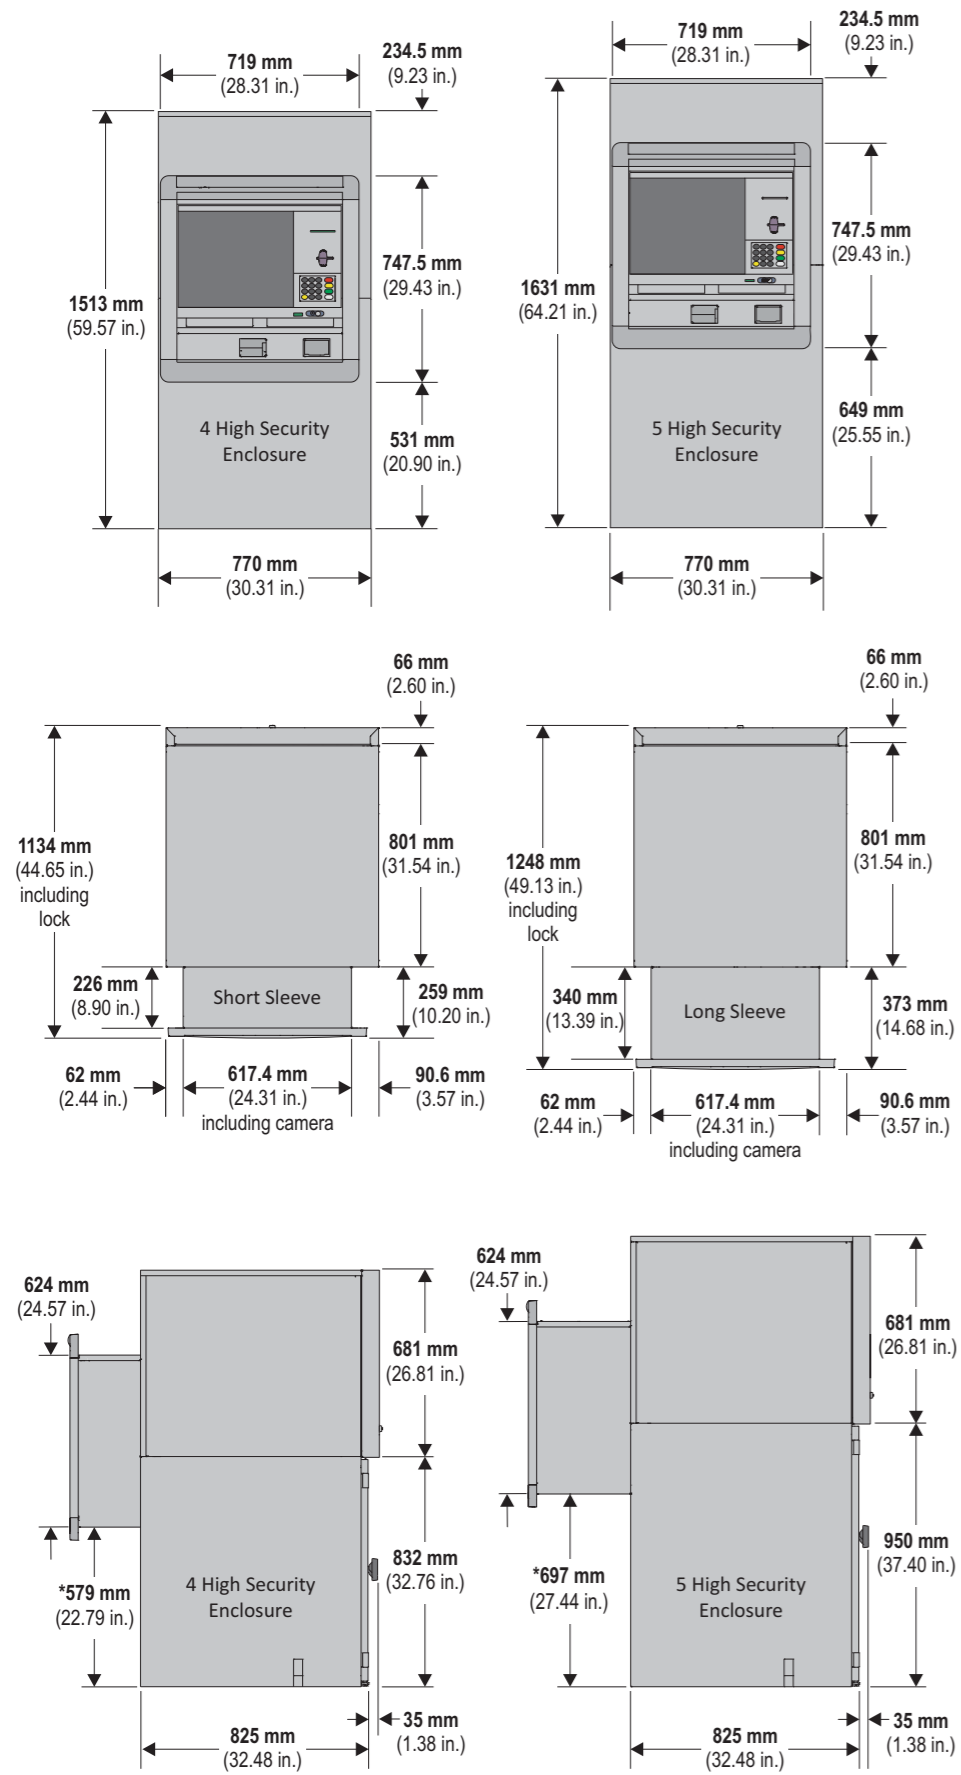 719 mm
(28.31 in.)
234.5 mm
(9.23 in.)
1513 mm
(59.57 in.)
747.5 mm
(29.43 in.)
531 mm
(20.90 in.)
4 High Security
Enclosure
770 mm
(30.31 in.)
719 mm
(28.31 in.)
234.5 mm
(9.23 in.)
1631 mm
(64.21 in.)
747.5 mm
(29.43 in.)
649 mm
(25.55 in.)
5 High Security
Enclosure
770 mm
(30.31 in.)
66 mm
(2.60 in.)
1134 mm
(44.65 in.)
including
lock
801 mm
(31.54 in.)
226 mm
(8.90 in.)
Short Sleeve
259 mm
(10.20 in.)
62 mm
(2.44 in.)
617.4 mm
(24.31 in.)
including camera
90.6 mm
(3.57 in.)
66 mm
(2.60 in.)
1248 mm
(49.13 in.)
including
lock
801 mm
(31.54 in.)
340 mm
(13.39 in.)
Long Sleeve
373 mm
(14.68 in.)
62 mm
(2.44 in.)
617.4 mm
(24.31 in.)
including camera
90.6 mm
(3.57 in.)
624 mm
(24.57 in.)
681 mm
(26.81 in.)
*579 mm
(22.79 in.)
4 High Security
Enclosure
832 mm
(32.76 in.)
825 mm
(32.48 in.)
35 mm
(1.38 in.)
624 mm
(24.57 in.)
681 mm
(26.81 in.)
*697 mm
(27.44 in.)
5 High Security
Enclosure
950 mm
(37.40 in.)
825 mm
(32.48 in.)
35 mm
(1.38 in.)